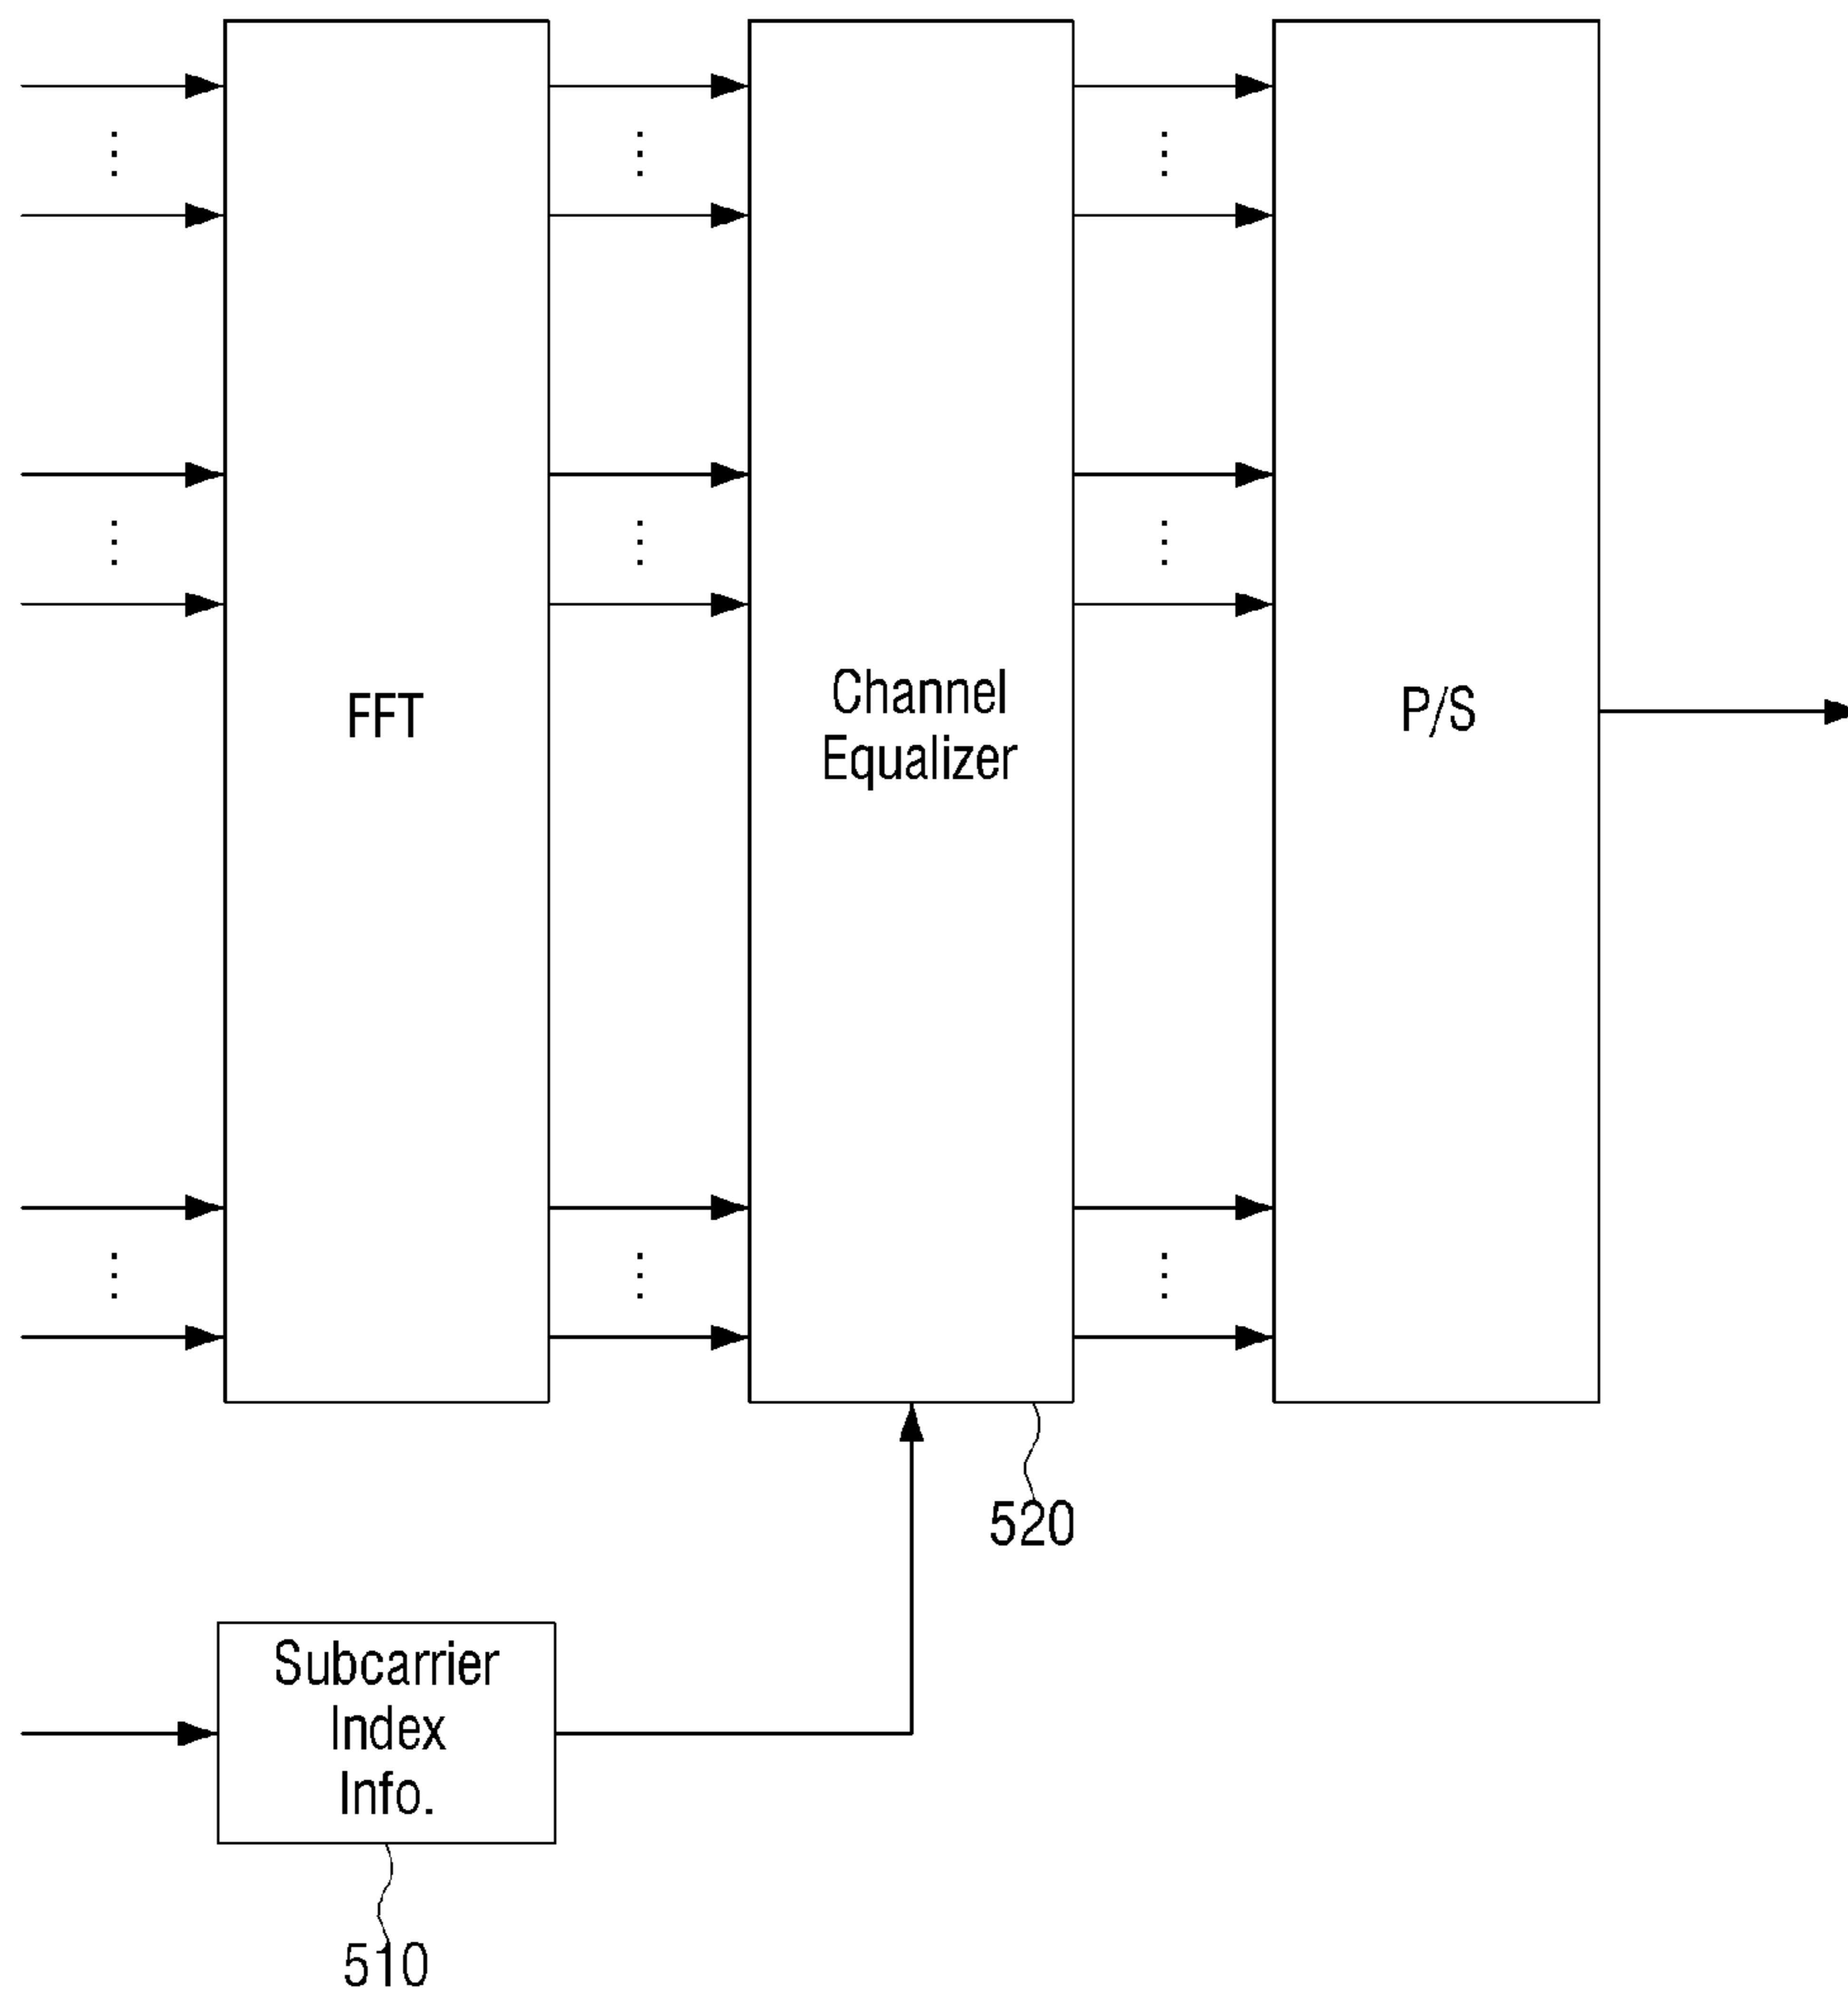 FFT
Channel
Equalizer
P/S
520
Subcarrier
Index
Info.
510